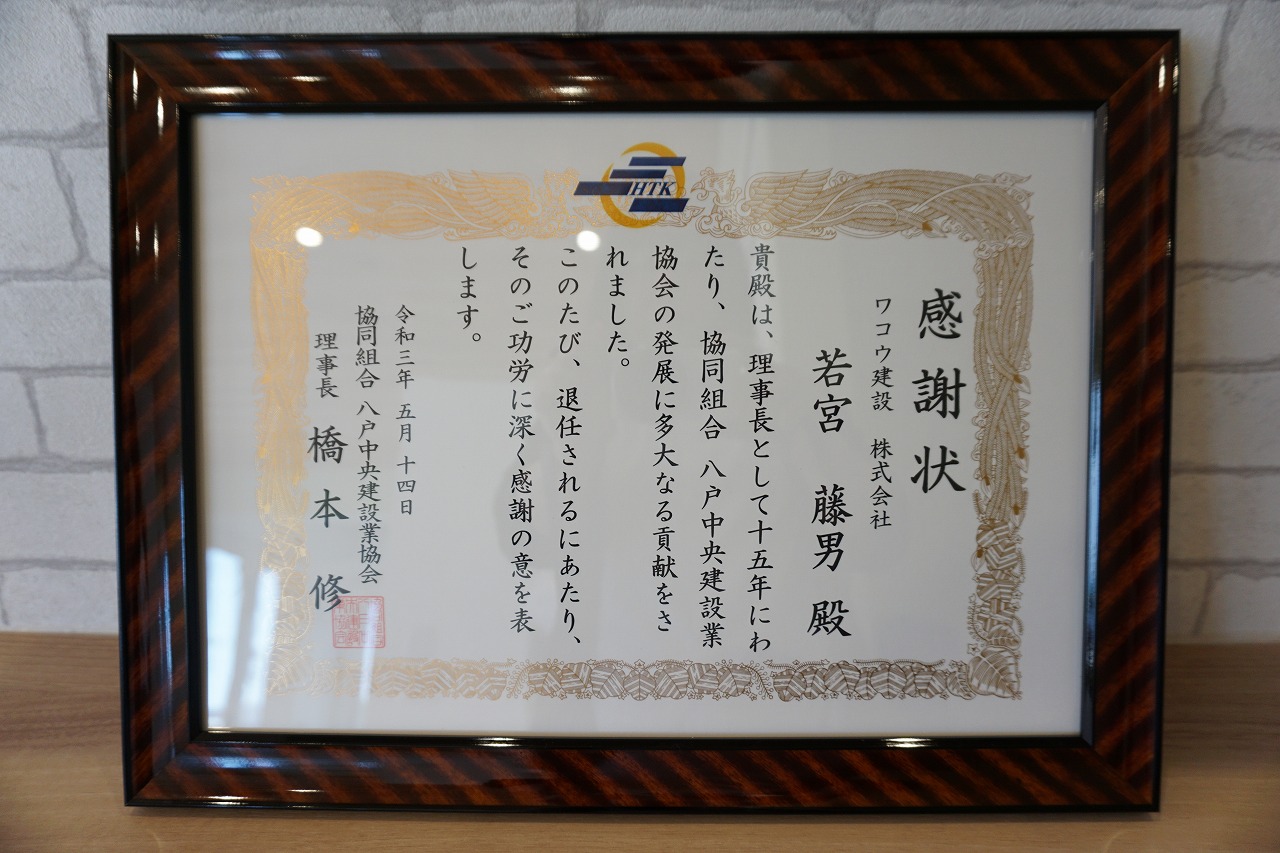 HTK
感謝状
ワコウ建設 株式会社
若宮 藤男 殿
貴殿は、理事長として十五年にわ
たり、協同組合 八戸中央建設業
協会の発展に多大なる貢献をさ
れました。
このたび、退任されるにあたり、
そのご功労に深く感謝の意を表
します。
令和三年 五月 十四日
協同組合 八戸中央建設業協会
理事長 橋本 修